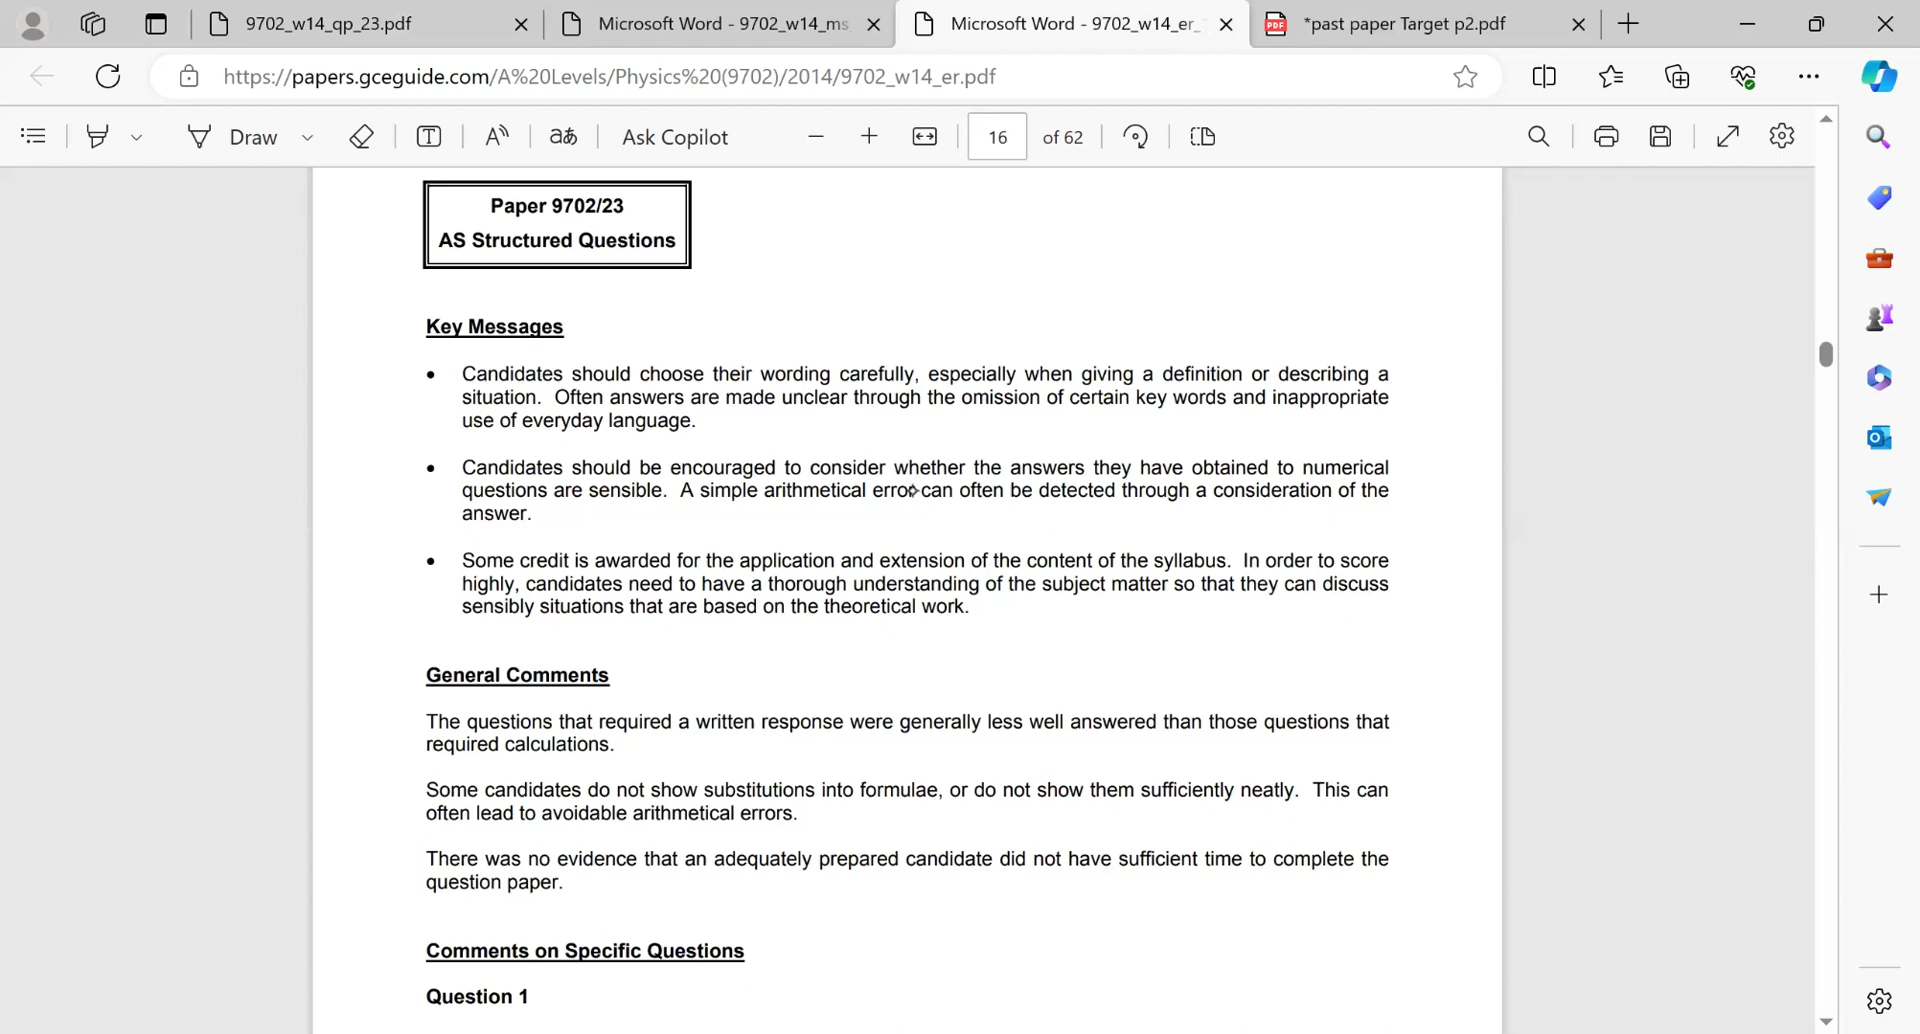 9702_w14_qp_23.pdf
Microsoft Word - 9702_w14_ms
Microsoft Word - 9702_w14_er_
*past paper Target p2.pdf
https://papers.gceguide.com/A%20Levels/Physics%20(9702)/2014/9702_w14_er.pdf
Draw
Ask Copilot
16 of 62
Paper 9702/23
AS Structured Questions
Key Messages
• Candidates should choose their wording carefully, especially when giving a definition or describing a
situation. Often answers are made unclear through the omission of certain key words and inappropriate
use of everyday language.
• Candidates should be encouraged to consider whether the answers they have obtained to numerical
questions are sensible. A simple arithmetical error can often be detected through a consideration of the
answer.
• Some credit is awarded for the application and extension of the content of the syllabus. In order to score
highly, candidates need to have a thorough understanding of the subject matter so that they can discuss
sensibly situations that are based on the theoretical work.
General Comments
The questions that required a written response were generally less well answered than those questions that
required calculations.
Some candidates do not show substitutions into formulae, or do not show them sufficiently neatly. This can
often lead to avoidable arithmetical errors.
There was no evidence that an adequately prepared candidate did not have sufficient time to complete the
question paper.
Comments on Specific Questions
Question 1